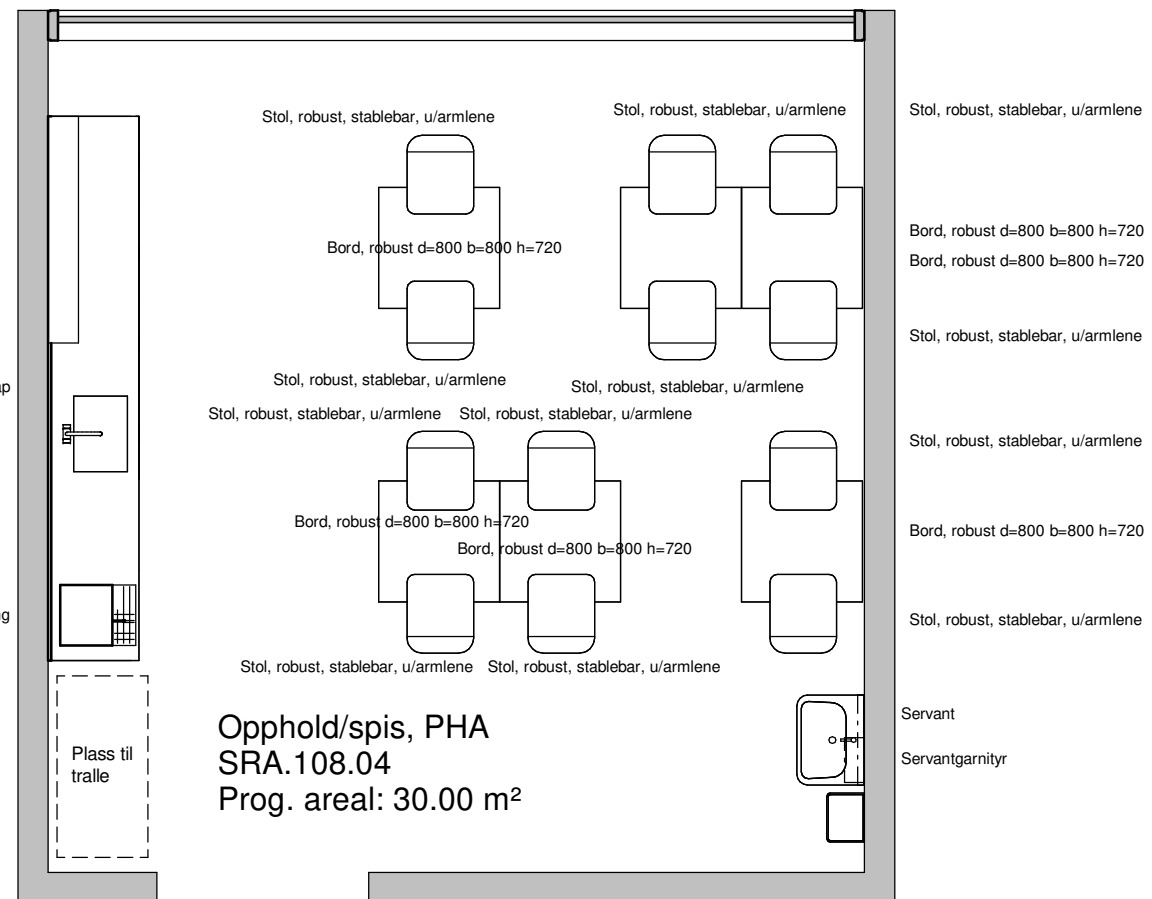 Stol, robust, stablebar, u/armlene
Stol, robust, stablebar, u/armlene
Stol, robust, stablebar, u/armlene
Bord, robust d=800 b=800 h=720
Bord, robust d=800 b=800 h=720
Bord, robust d=800 b=800 h=720
Stol, robust, stablebar, u/armlene
Stol, robust, stablebar, u/armlene
Stol, robust, stablebar, u/armlene
ap
Stol, robust, stablebar, u/armlene
Stol, robust, stablebar, u/armlene
Stol, robust, stablebar, u/armlene
Bord, robust d=800 b=800 h=720
Bord, robust d=800 b=800 h=720
Bord, robust d=800 b=800 h=720
ng
Stol, robust, stablebar, u/armlene
Stol, robust, stablebar, u/armlene
Stol, robust, stablebar, u/armlene
Opphold/spis, PHA
SRA.108.04
Prog. areal: 30.00 m²
Plass til
tralle
Servant
Servantgarnityr